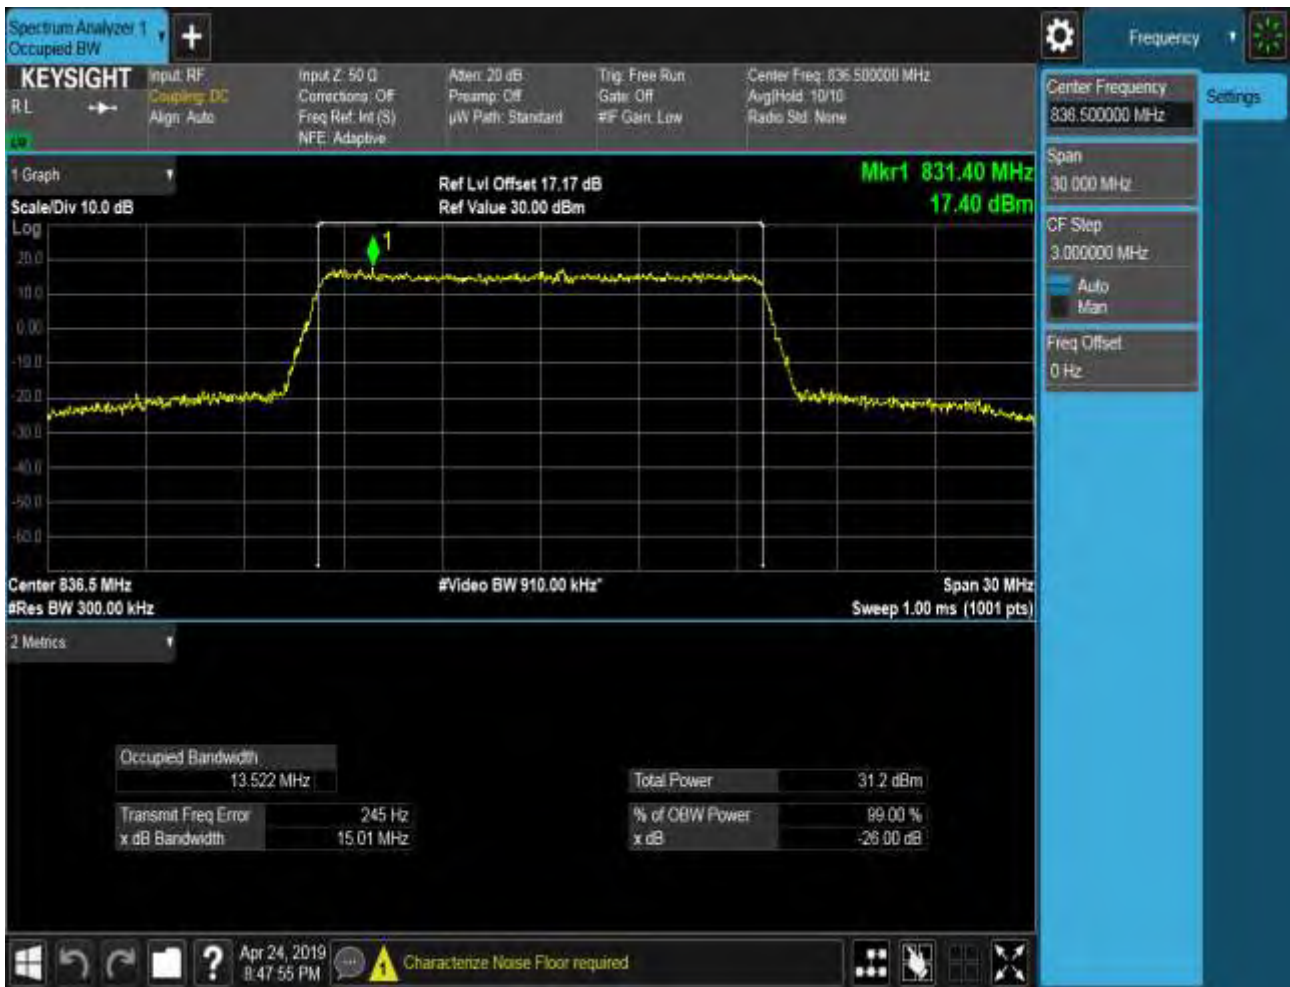 Spectrum Analyzer 1
Occupied BW
Frequency
KEYSIGHT
R L
Input: RF
Coupling: DC
Align: Auto
Input Z: 50 Ω
Corrections: Off
Freq Ref: Int (S)
NFE: Adaptive
Atten: 20 dB
Preamp: Off
µW Path: Standard
Trig: Free Run
Gate: Off
#IF Gain: Low
Center Freq: 836.500000 MHz
Avg|Hold: 10/10
Radio Std: None
Center Frequency
836.500000 MHz
Settings
Span
30.000 MHz
CF Step
3.000000 MHz
Auto
Man
Freq Offset
0 Hz
1 Graph
Scale/Div 10.0 dB
Log
Ref Lvl Offset 17.17 dB
Ref Value 30.00 dBm
Mkr1 831.40 MHz
17.40 dBm
1
20.0
10.0
0.00
-10.0
-20.0
-30.0
-40.0
-50.0
-60.0
Center 836.5 MHz
#Res BW 300.00 kHz
#Video BW 910.00 kHz*
Span 30 MHz
Sweep 1.00 ms (1001 pts)
2 Metrics
Occupied Bandwidth
13.522 MHz
Transmit Freq Error 245 Hz
x dB Bandwidth 15.01 MHz
Total Power 31.2 dBm
% of OBW Power 99.00 %
x dB -26.00 dB
?
Apr 24, 2019
8:47:55 PM
1
Characterize Noise Floor required